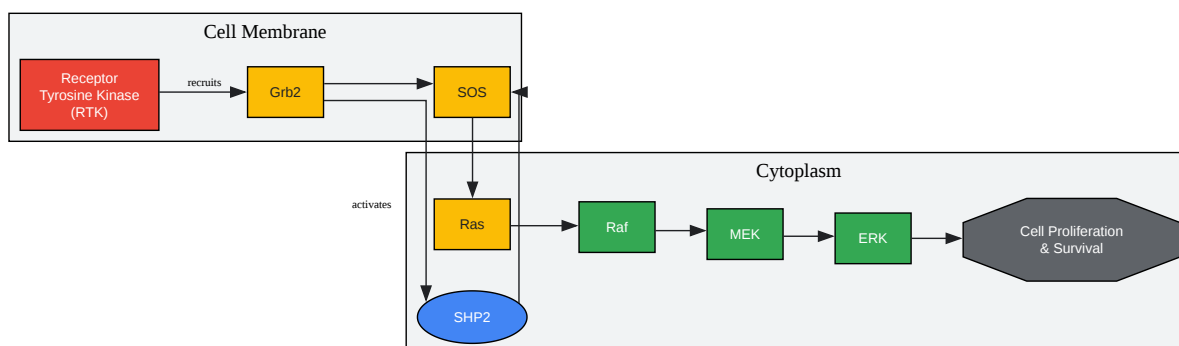 Cell Membrane
Receptor
Tyrosine Kinase
(RTK)
recruits
Grb2
SOS
Cytoplasm
activates
Ras
Raf
MEK
ERK
Cell Proliferation
& Survival
SHP2